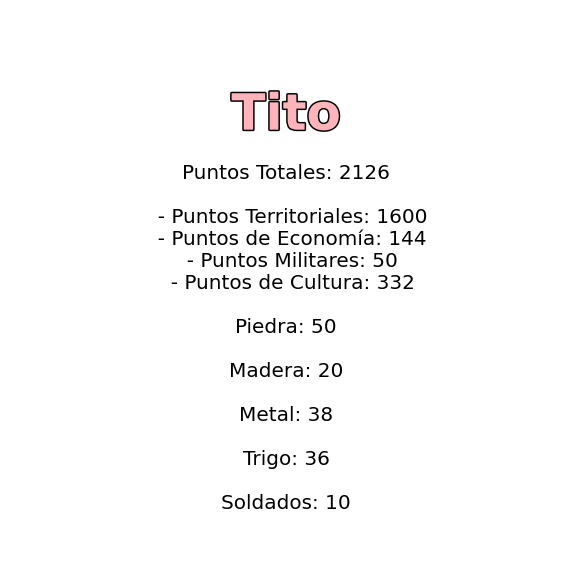 Tito
Puntos Totales: 2126
- Puntos Territoriales: 1600
- Puntos de Economía: 144
- Puntos Militares: 50
- Puntos de Cultura: 332
Piedra: 50
Madera: 20
Metal: 38
Trigo: 36
Soldados: 10